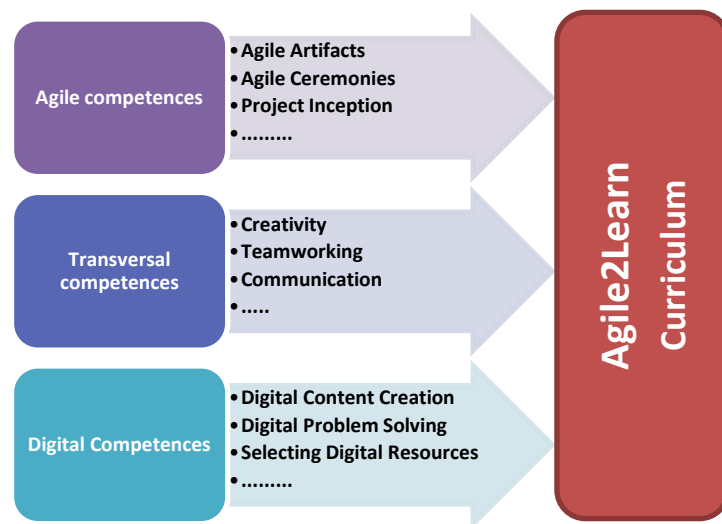 Agile competences
•Agile Artifacts
•Agile Ceremonies
•Project Inception
•.........
Transversal
competences
•Creativity
•Teamworking
•Communication
•.....
Digital Competences
•Digital Content Creation
•Digital Problem Solving
•Selecting Digital Resources
•.........
Agile2Learn
Curriculum